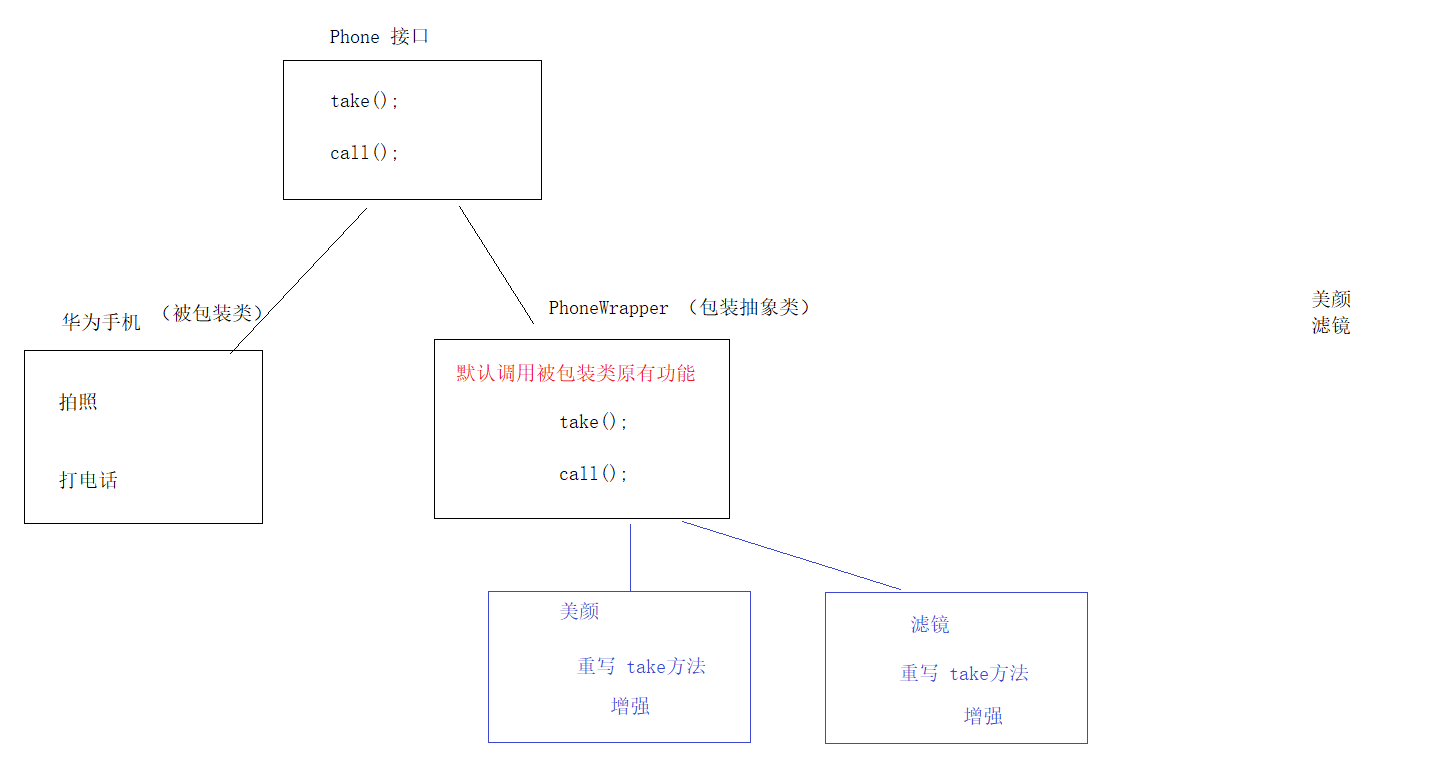 Phone 接口
take();
call();
华为手机 （被包装类）
拍照
打电话
PhoneWrapper （包装抽象类）
默认调用被包装类原有功能
take();
call();
美颜
重写 take方法
增强
滤镜
重写 take方法
增强
美颜
滤镜